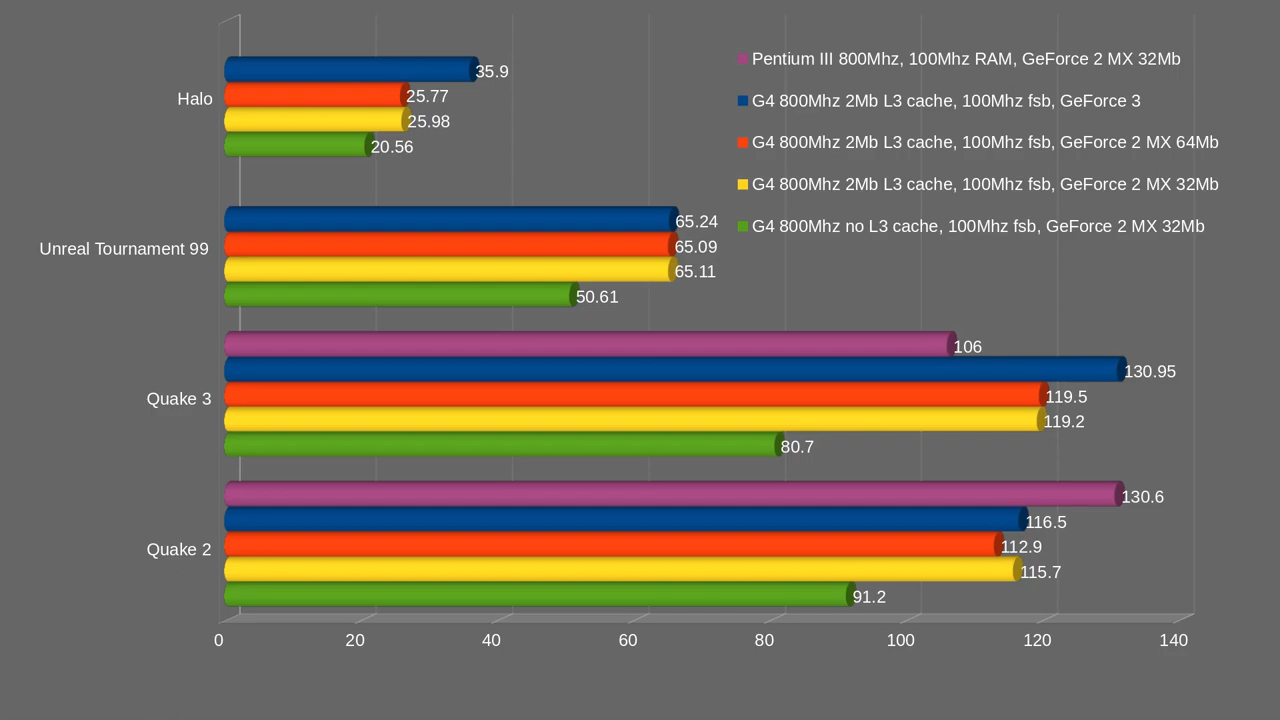 Pentium III 800Mhz, 100Mhz RAM, GeForce 2 MX 32Mb
G4 800Mhz 2Mb L3 cache, 100Mhz fsb, GeForce 3
G4 800Mhz 2Mb L3 cache, 100Mhz fsb, GeForce 2 MX 64Mb
G4 800Mhz 2Mb L3 cache, 100Mhz fsb, GeForce 2 MX 32Mb
G4 800Mhz no L3 cache, 100Mhz fsb, GeForce 2 MX 32Mb
Halo
35.9
25.77
25.98
20.56
Unreal Tournament 99
65.24
65.09
65.11
50.61
Quake 3
106
130.95
119.5
119.2
80.7
Quake 2
130.6
116.5
112.9
115.7
91.2
0 20 40 60 80 100 120 140